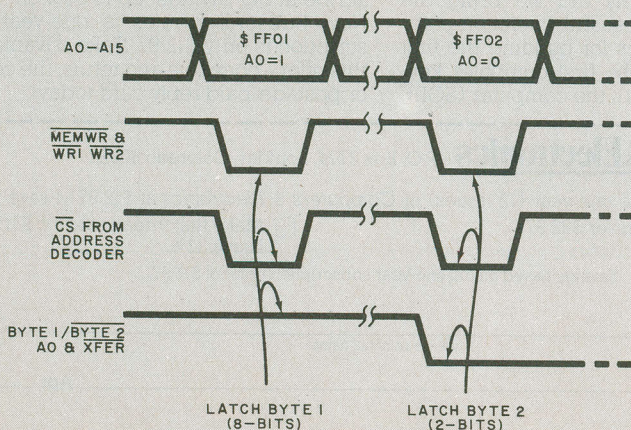 A0-A15
$FF01
A0=1
$FF02
A0=0
MEMWR &
WR1 WR2
CS FROM
ADDRESS
DECODER
BYTE 1/BYTE 2
A0 & XFER
LATCH BYTE 1
(8-BITS)
LATCH BYTE 2
(2-BITS)